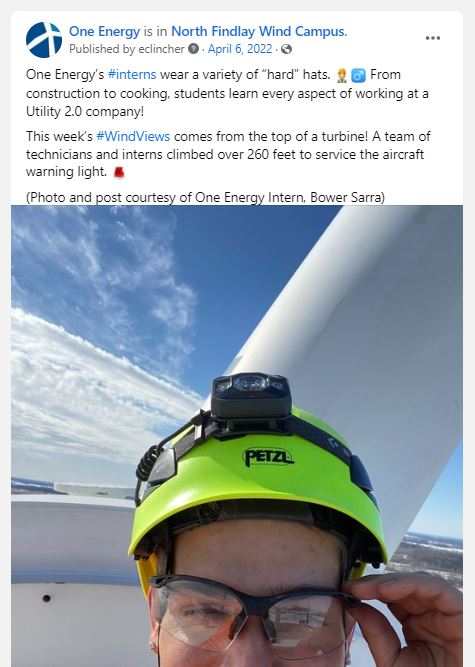 One Energy is in North Findlay Wind Campus.
Published by eclincher · April 6, 2022 ·
One Energy's #interns wear a variety of "hard" hats. 👷‍♂️ From
construction to cooking, students learn every aspect of working at a
Utility 2.0 company!
This week's #WindViews comes from the top of a turbine! A team of
technicians and interns climbed over 260 feet to service the aircraft
warning light.
(Photo and post courtesy of One Energy Intern, Bower Sarra)
PETZL